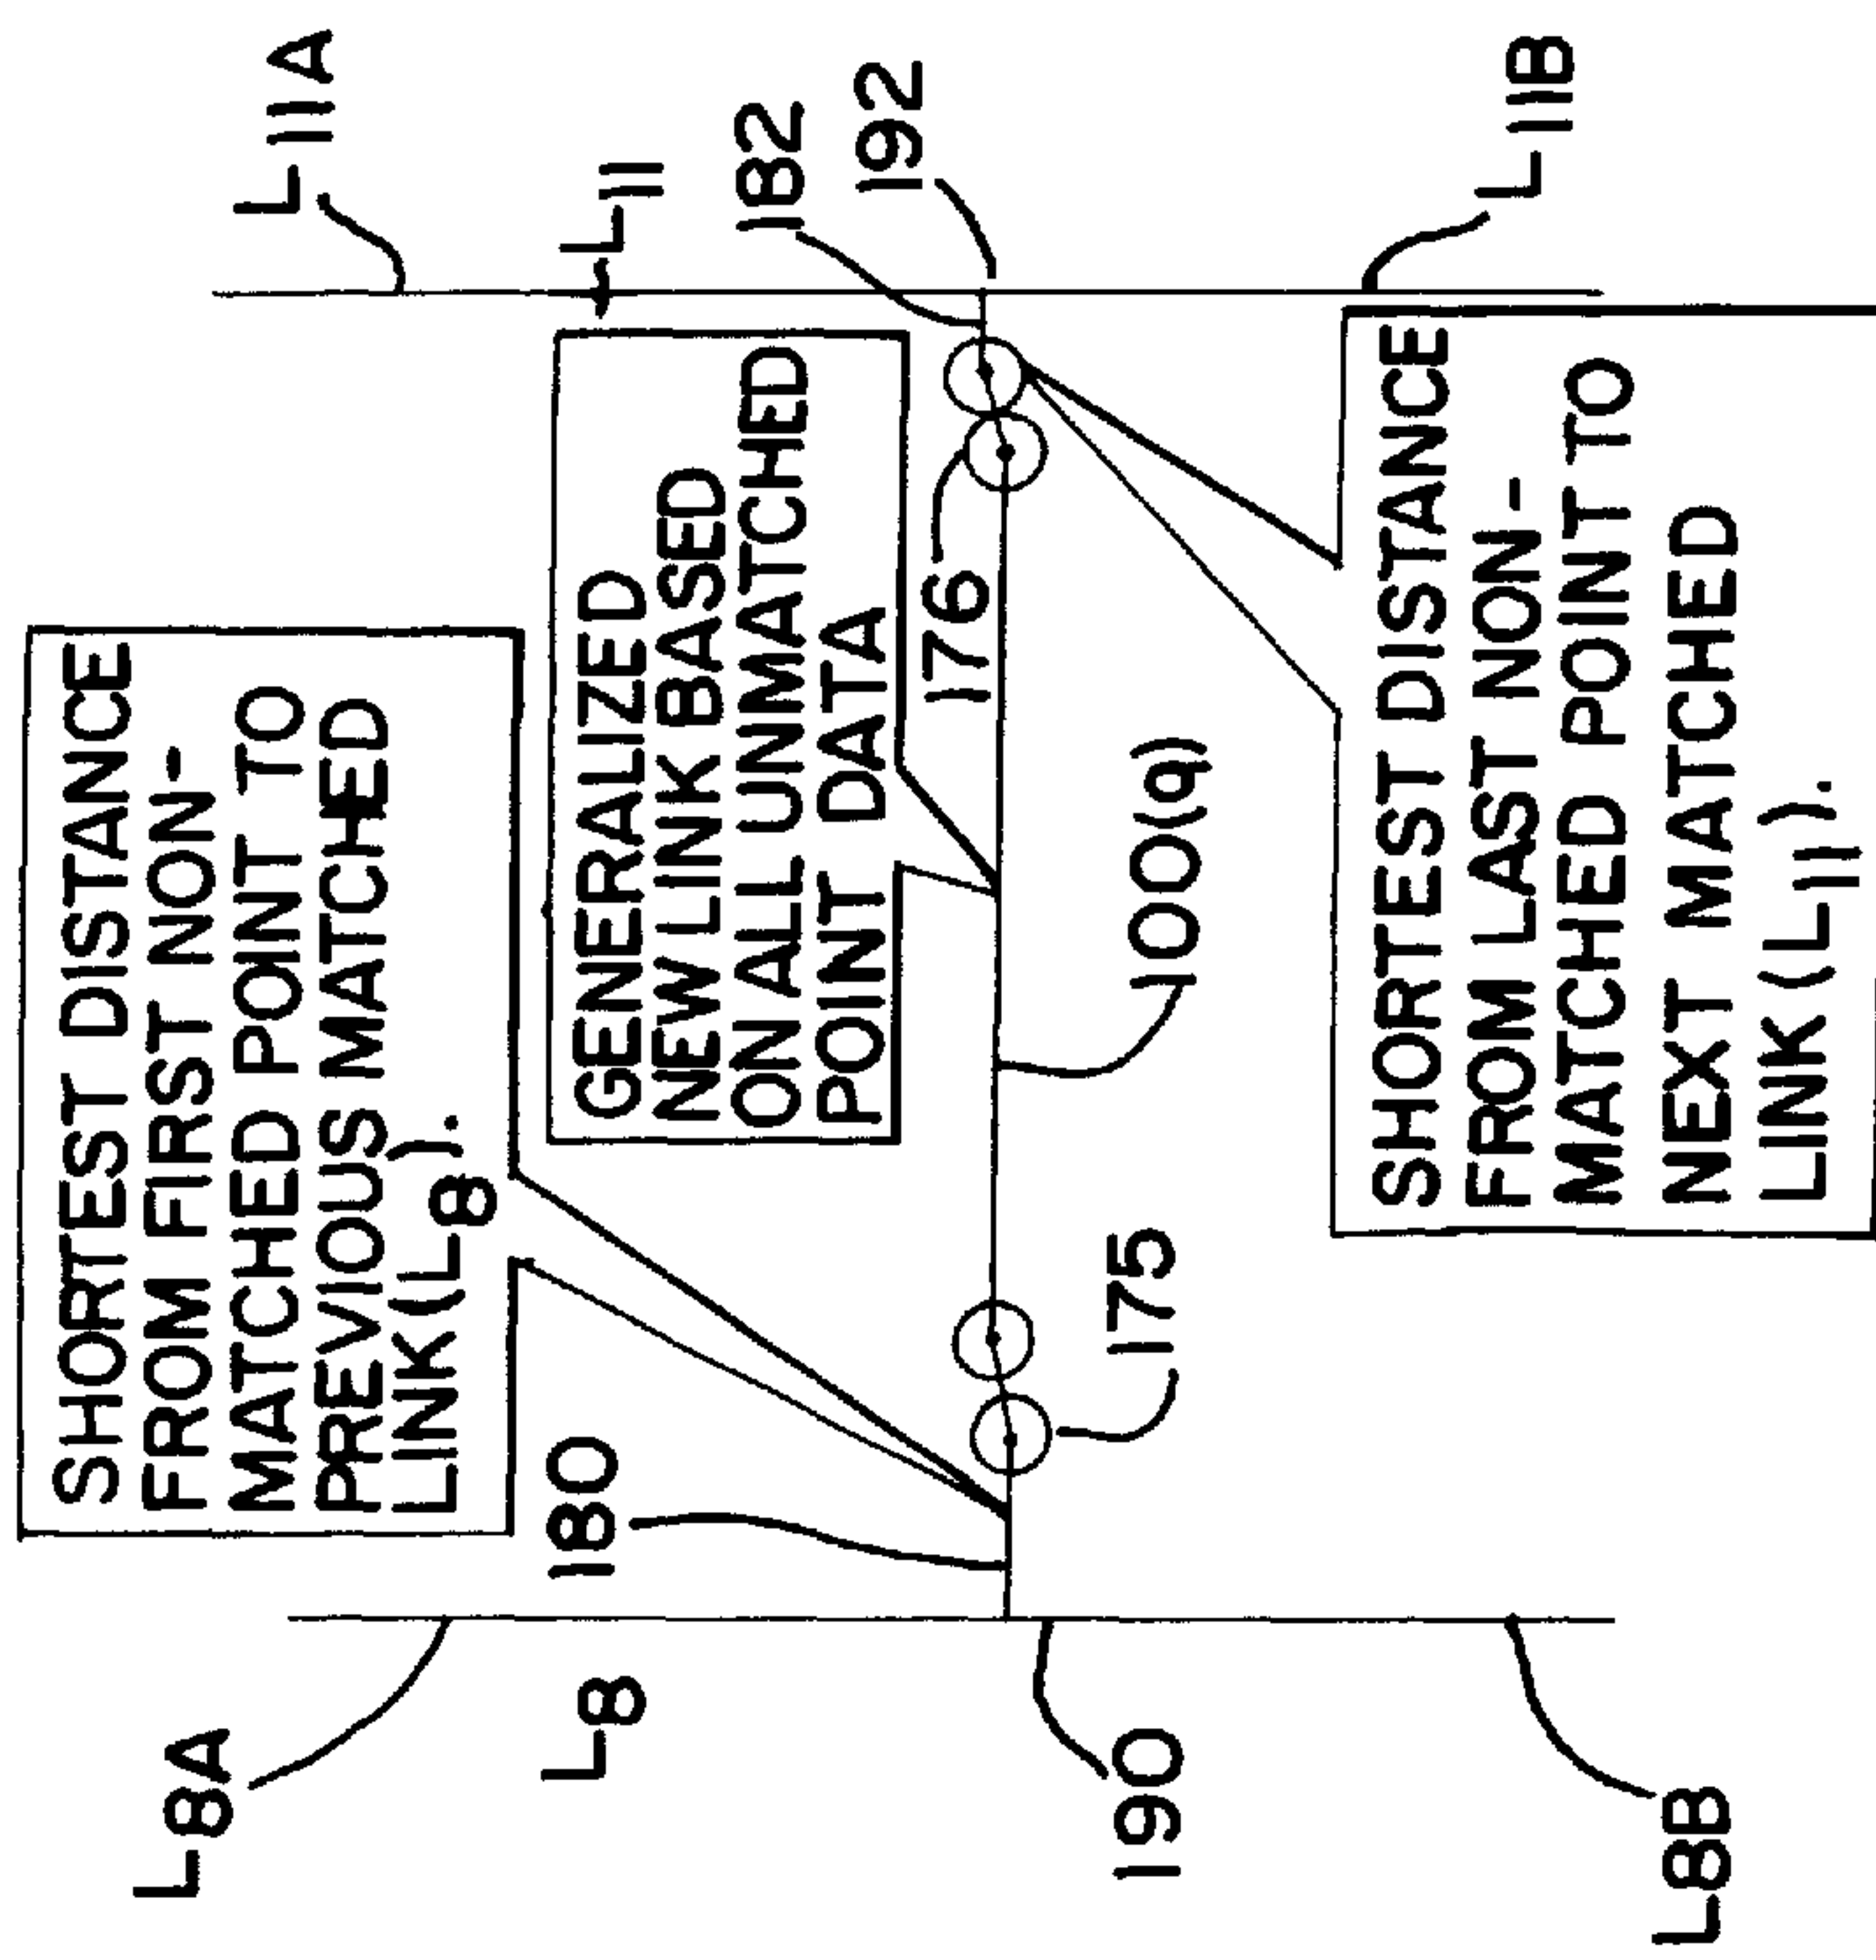 SHORTEST DISTANCE
FROM FIRST NON-
MATCHED POINT TO
PREVIOUS MATCHED
LINK (L8).
GENERALIZED
NEW LINK BASED
ON ALL UNMATCHED
POINT DATA
SHORTEST DISTANCE
FROM LAST NON-
MATCHED POINT TO
NEXT MATCHED
LINK (L11).
L8A
L8
190
L8B
180
175
100(q)
176
L11A
L11
182
192
L11B